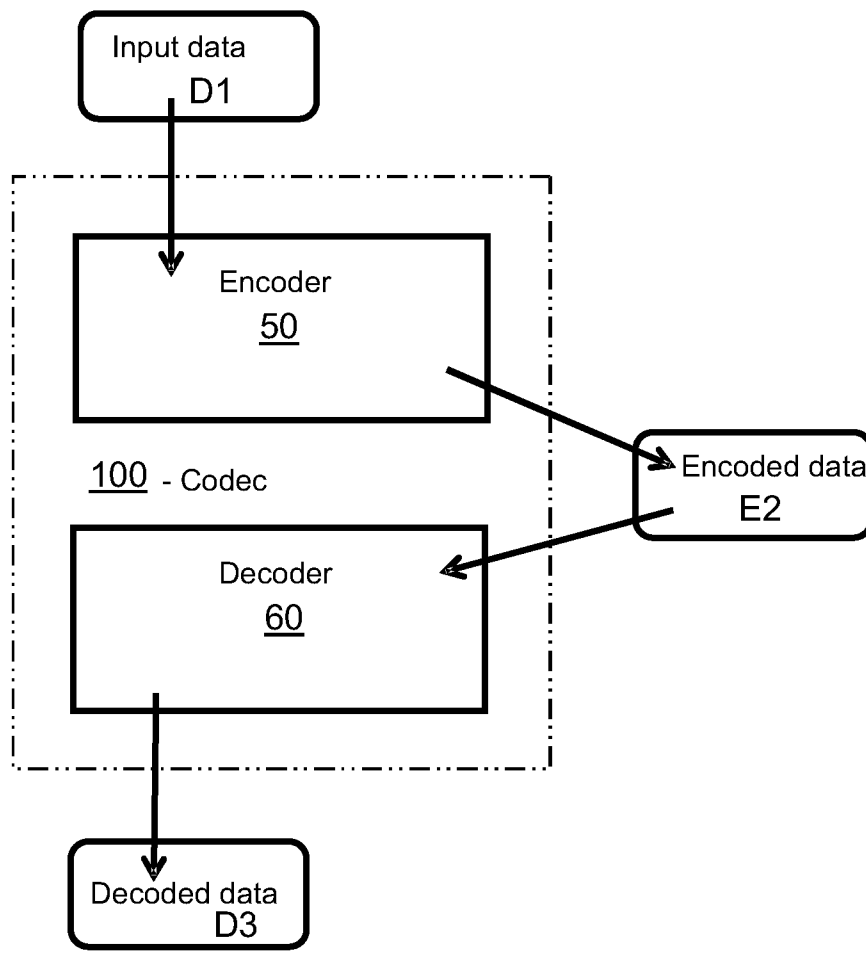 Input data
D1
Encoder
50
100 - Codec
Encoded data
E2
Decoder
60
Decoded data
D3